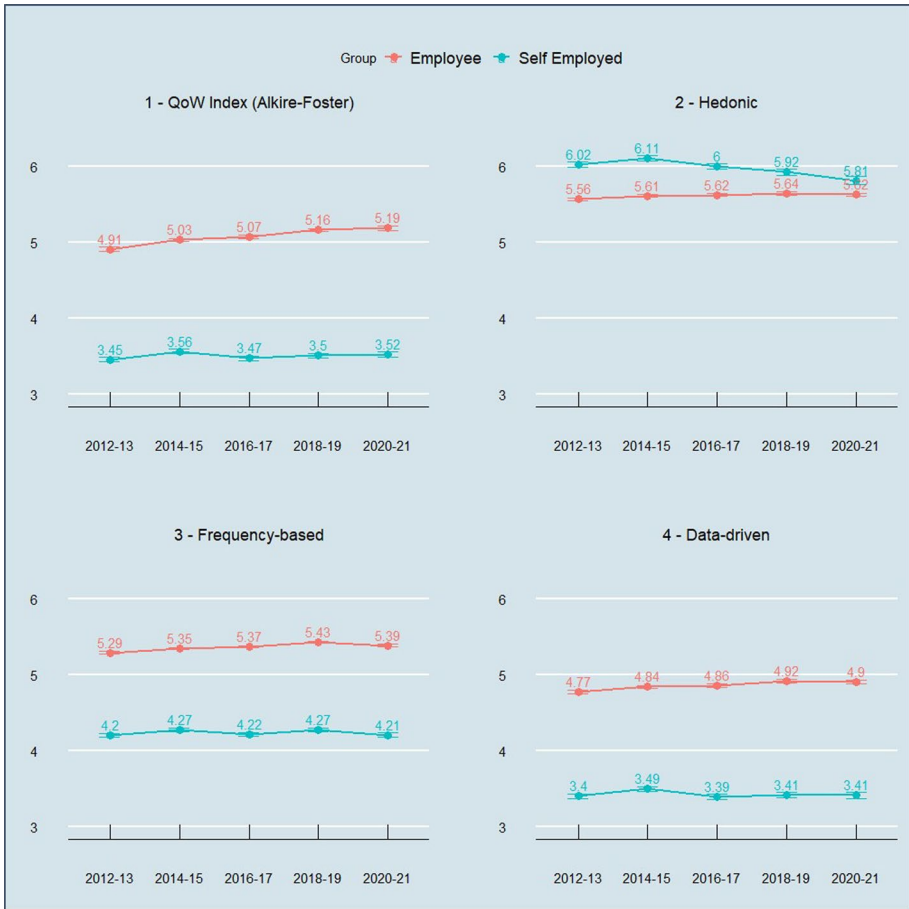 Group Employee Self Employed
1 - QoW Index (Alkire-Foster)
6
5
4
3
4.91 5.03 5.07 5.16 5.19
3.45 3.56 3.47 3.5 3.52
2012-13 2014-15 2016-17 2018-19 2020-21
2 - Hedonic
6
5
4
3
6.02 6.11 6 5.92 5.81
5.56 5.61 5.62 5.64 5.62
2012-13 2014-15 2016-17 2018-19 2020-21
3 - Frequency-based
6
5
4
3
5.29 5.35 5.37 5.43 5.39
4.2 4.27 4.22 4.27 4.21
2012-13 2014-15 2016-17 2018-19 2020-21
4 - Data-driven
6
5
4
3
4.77 4.84 4.86 4.92 4.9
3.4 3.49 3.39 3.41 3.41
2012-13 2014-15 2016-17 2018-19 2020-21